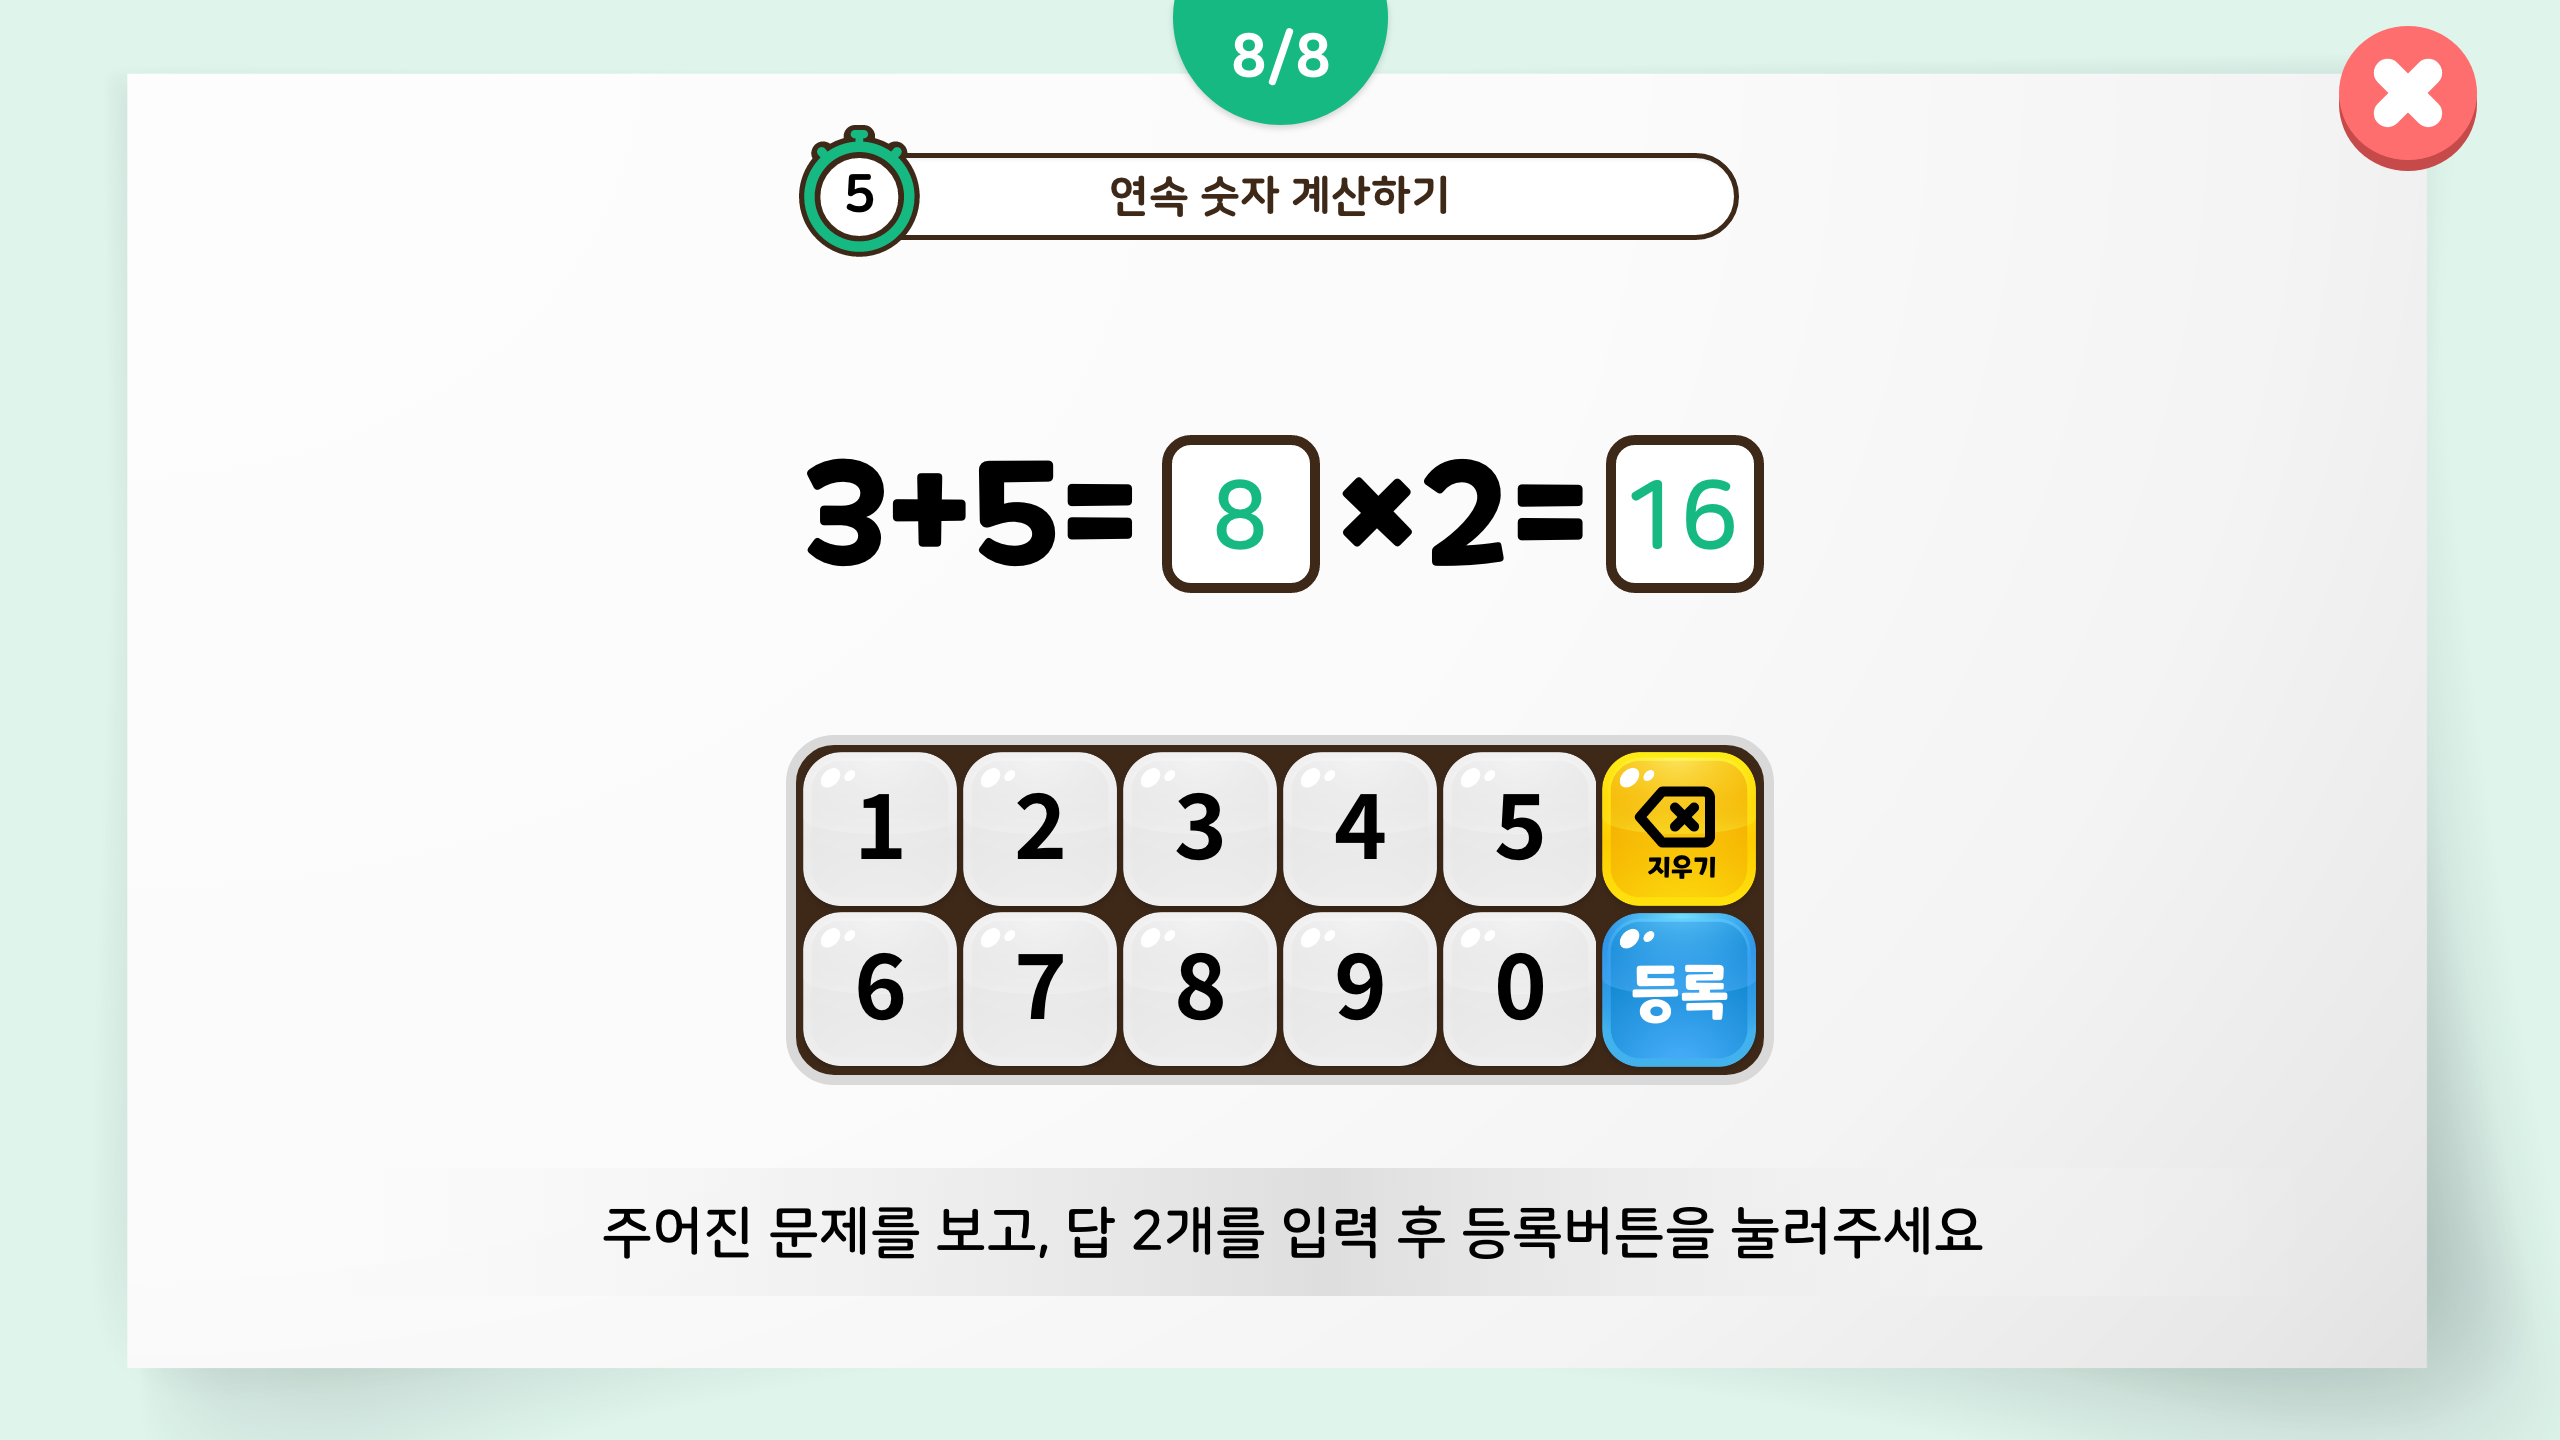 8/8
5
연속 숫자 계산하기
3+5= 8 ×2= 16
1 2 3 4 5 지우기
6 7 8 9 0 등록
주어진 문제를 보고, 답 2개를 입력 후 등록버튼을 눌러주세요